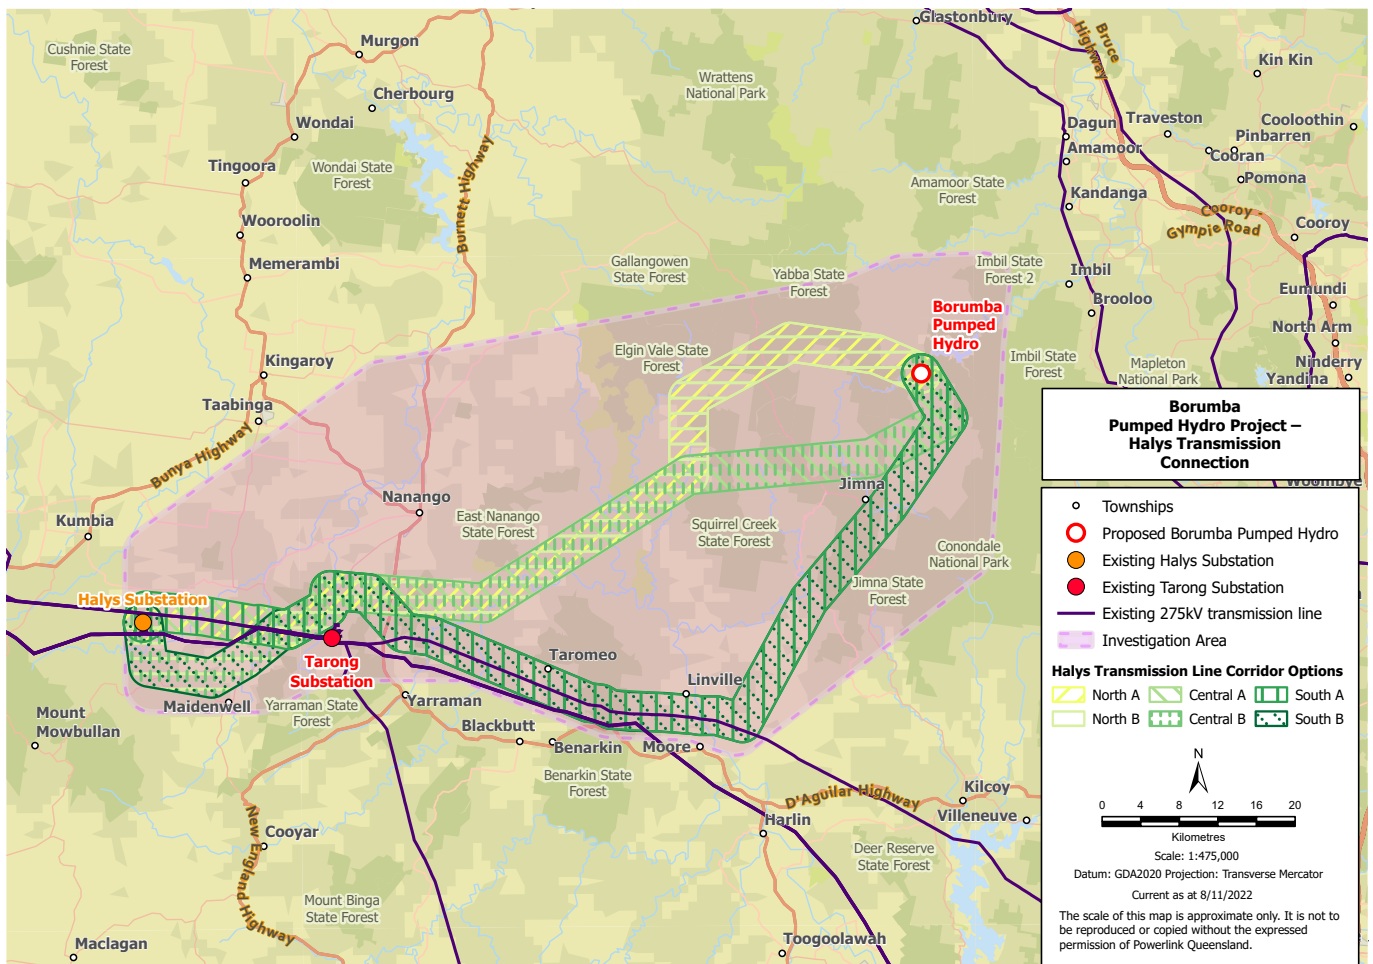 Glastonbury
Bruce
Highway
Murgon
Cushnie State
Forest
Kin Kin
Wrattens
National Park
Cherbourg
Wondai
Dagun
Traveston
Cooloothin
Pinbarren
Amamoor
Cooran
Tingoora
Wondai State
Forest
Burnett Highway
Pomona
Amamoor State
Forest
Kandanga
Wooroolin
Cooroy -
Gympie Road
Cooroy
Memerambi
Gallangowen
State Forest
Yabba State
Forest
Imbil State
Forest 2
Imbil
Brooloo
Eumundi
Borumba
Pumped
Hydro
North Arm
Kingaroy
Elgin Vale State
Forest
Imbil State
Forest
Mapleton
National Park
Ninderry
Yandina
Taabinga
Bunya Highway
Borumba
Pumped Hydro Project –
Halys Transmission
Connection
Woombye
Nanango
Jimna
Kumbia
East Nanango
State Forest
Squirrel Creek
State Forest
Conondale
National Park
Jimna State
Forest
Halys Substation
Tarong
Substation
Taromeo
Linville
Maidenwell
Yarraman State
Forest
Yarraman
Mount
Mowbullan
Blackbutt
Benarkin
Moore
Benarkin State
Forest
D'Aguilar Highway
Kilcoy
Villeneuve
New England Highway
Cooyar
Harlin
Deer Reserve
State Forest
Mount Binga
State Forest
Maclagan
Toogoolawah
Townships
Proposed Borumba Pumped Hydro
Existing Halys Substation
Existing Tarong Substation
Existing 275kV transmission line
Investigation Area
Halys Transmission Line Corridor Options
North A Central A South A
North B Central B South B
N
0 4 8 12 16 20
Kilometres
Scale: 1:475,000
Datum: GDA2020 Projection: Transverse Mercator
Current as at 8/11/2022
The scale of this map is approximate only. It is not to
be reproduced or copied without the expressed
permission of Powerlink Queensland.